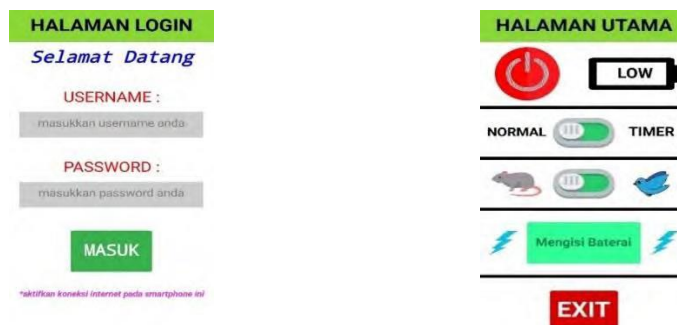 HALAMAN LOGIN
Selamat Datang
USERNAME :
masukkan username anda
PASSWORD :
masukkan password anda
MASUK
*aktifkan koneksi internet pada smartphone ini
HALAMAN UTAMA
LOW
NORMAL
TIMER
Mengisi Baterai
EXIT